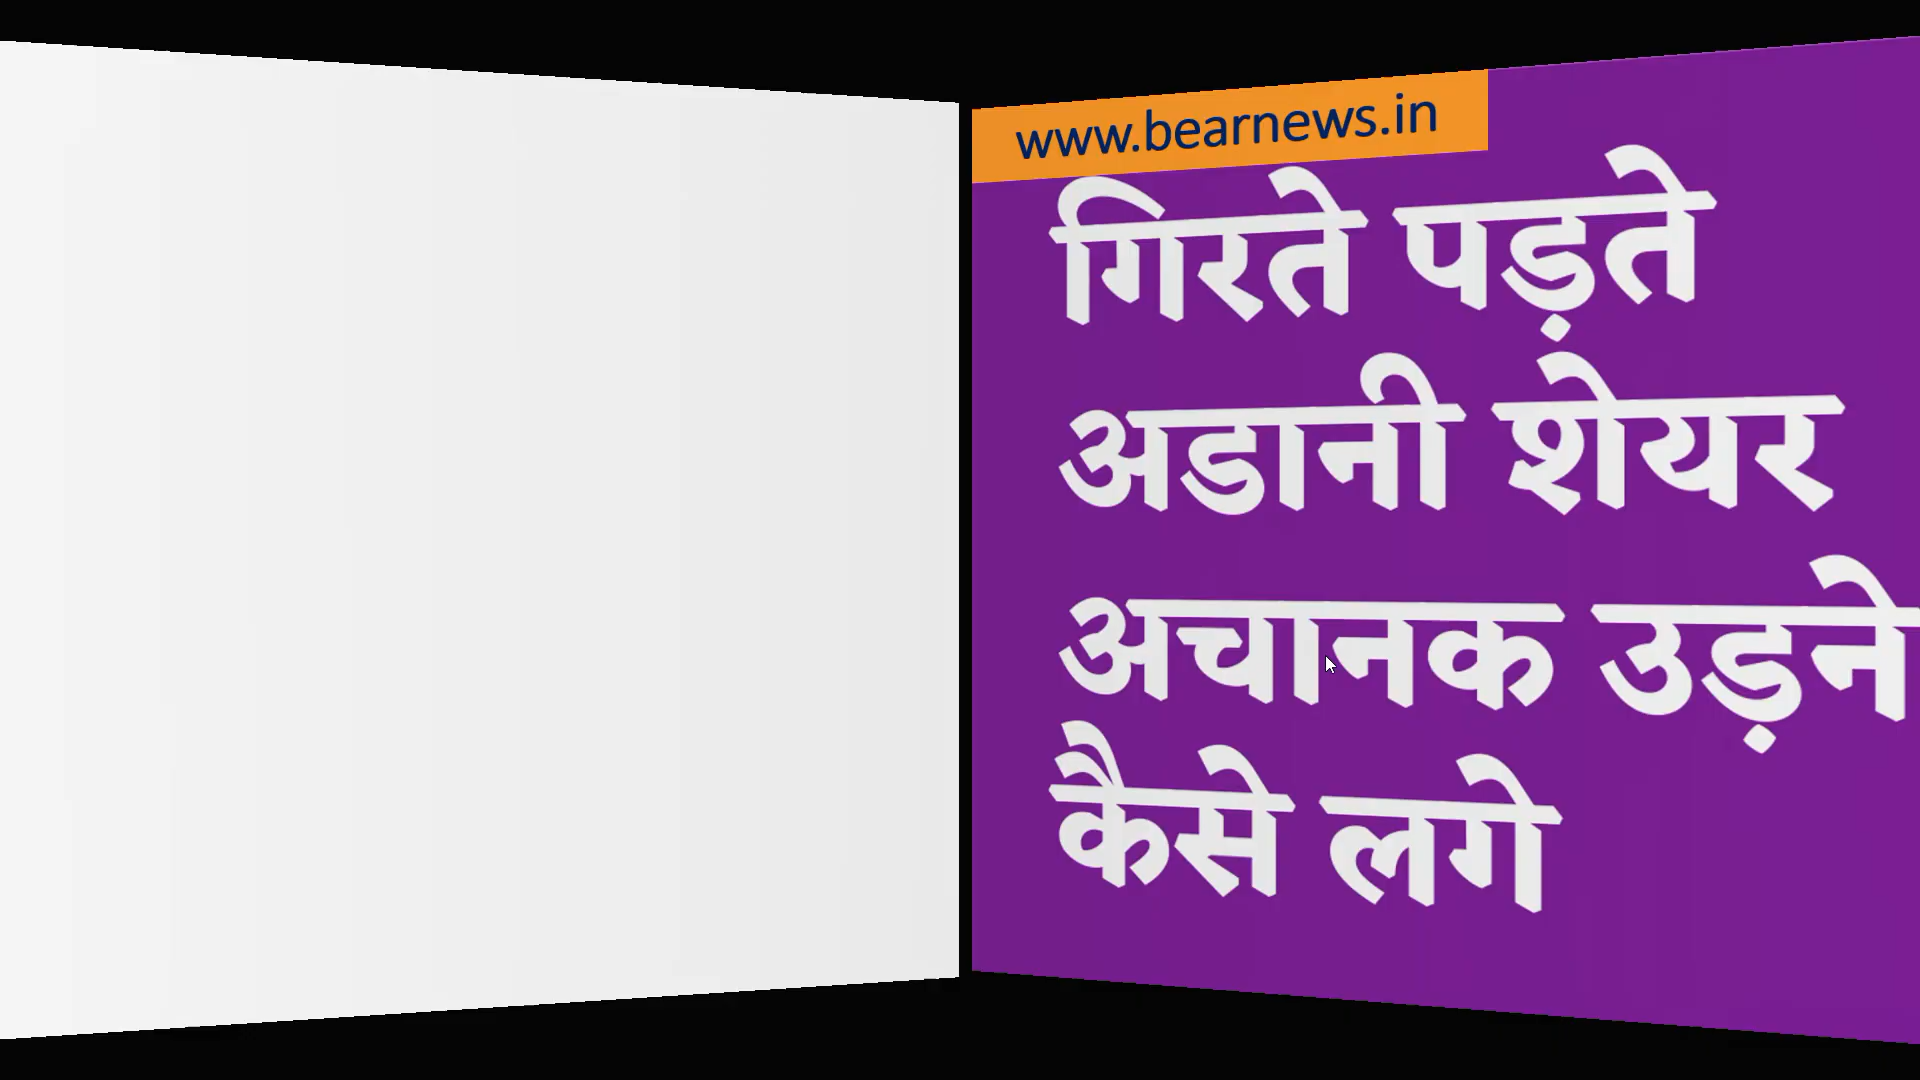 www.bearnews.in
गिरते पड़ते
अडानी शेयर
अचानक उड़ने
कैसे लगे